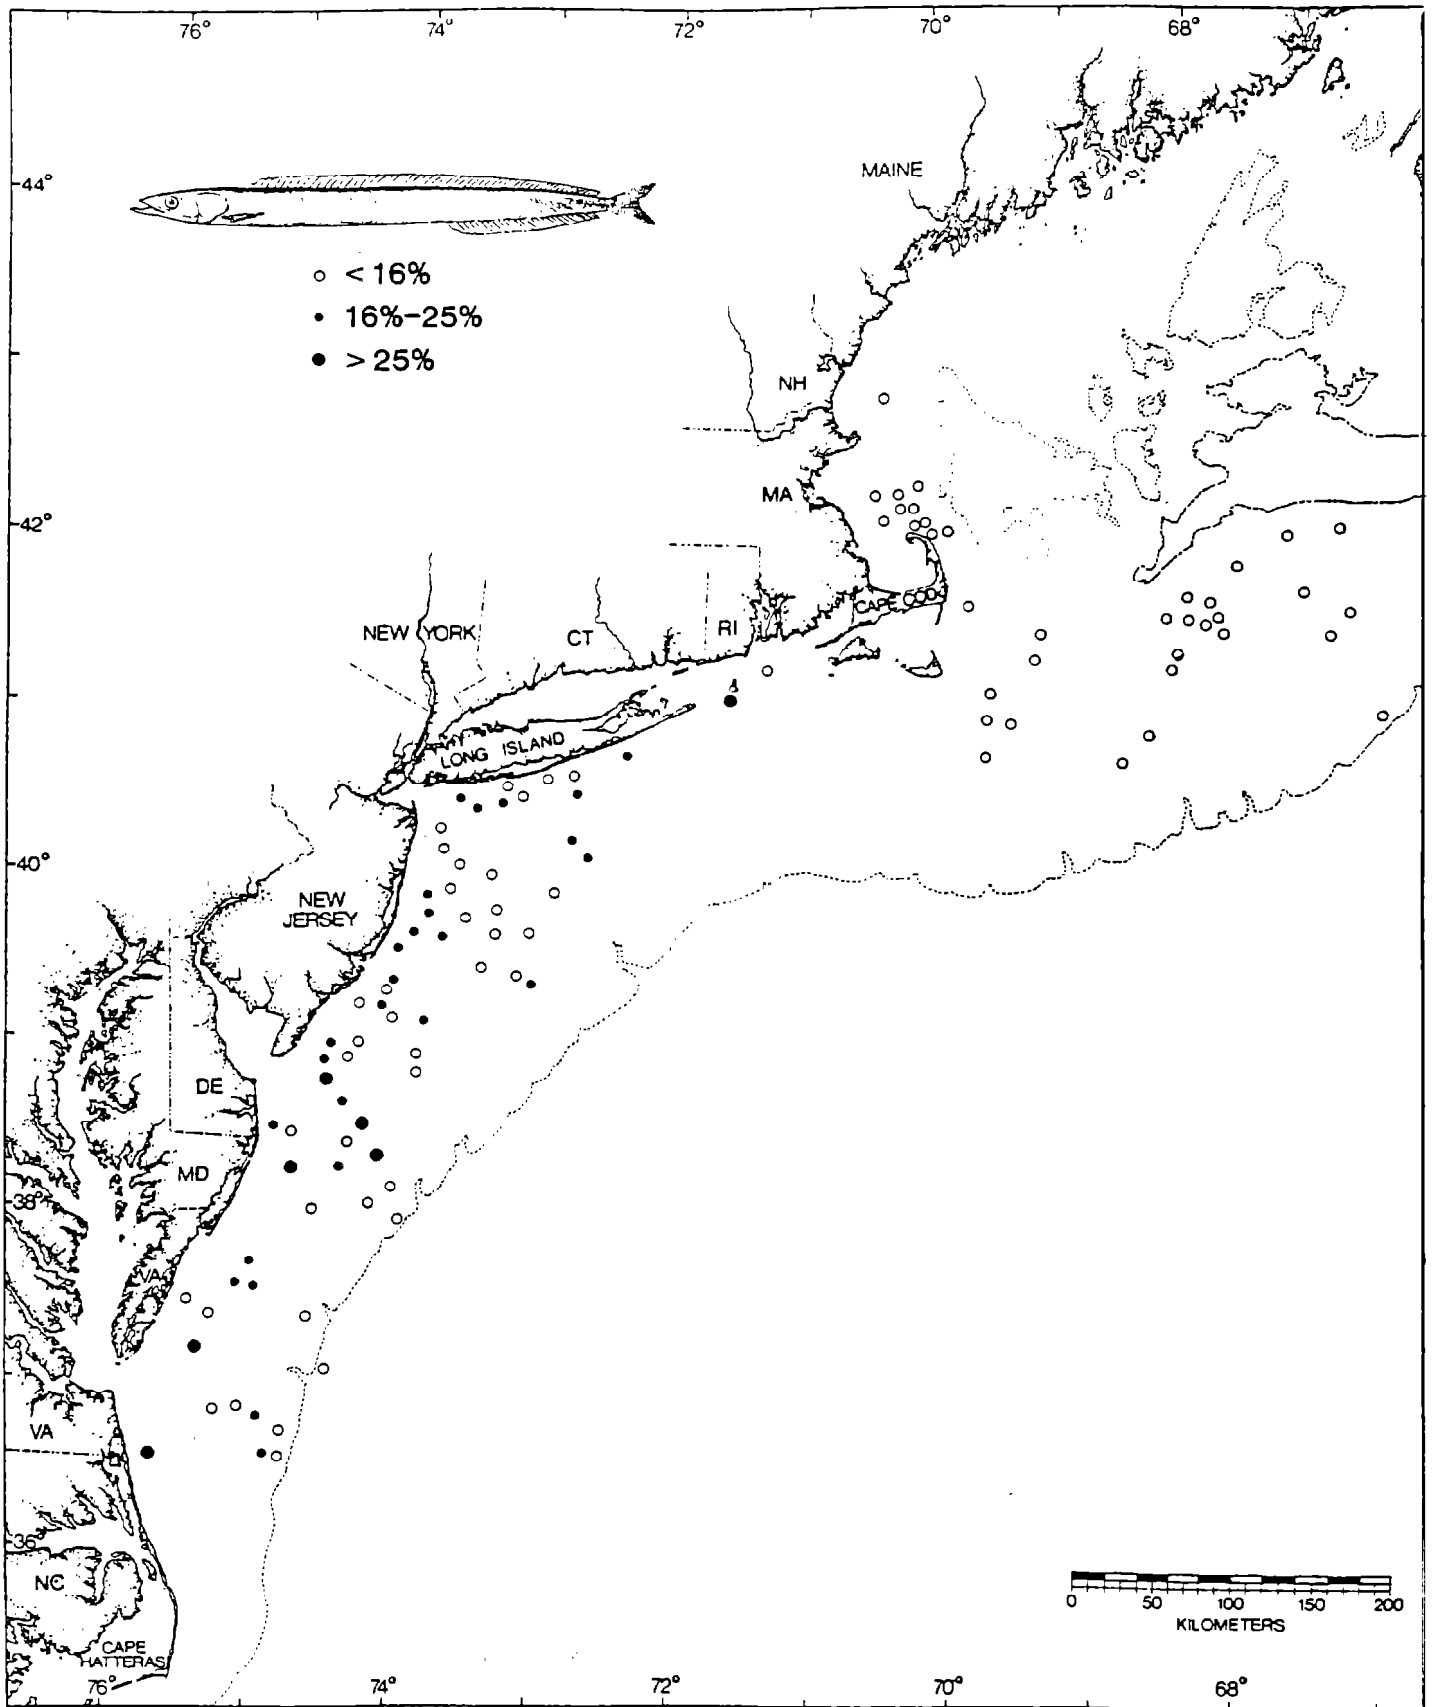 76° 74° 72° 70° 68°
44°
MAINE
< 16%
16%-25%
> 25%
NH
MA
42°
CAPE COD
NEW YORK
CT
RI
LONG ISLAND
40°
NEW
JERSEY
DE
MD
38°
VA
VA
36°
NC
0 50 100 150 200
KILOMETERS
CAPE
HATTERAS
76° 74° 72° 70° 68°